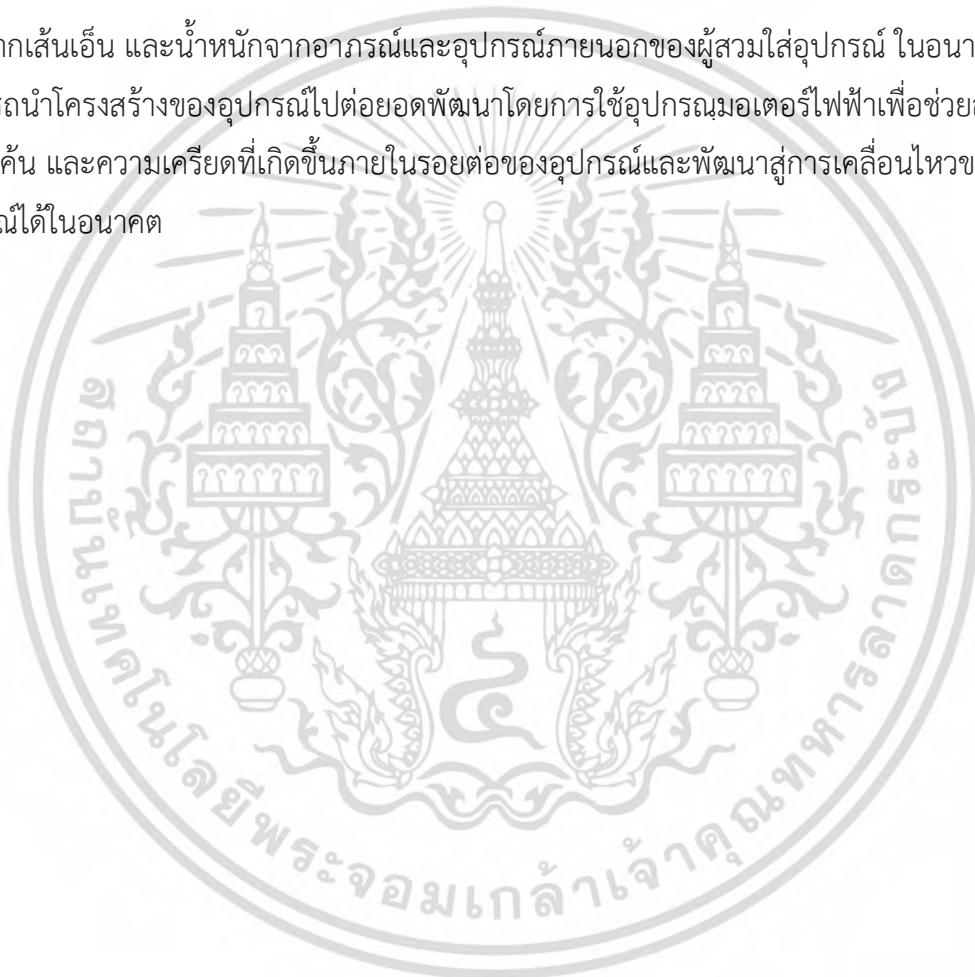 ากเส้นเอ็น และน้ำหนักจากอาภรณ์และอุปกรณ์ภายนอกของผู้สวมใส่อุปกรณ์ ในอนา
รถนำโครงสร้างของอุปกรณ์ไปต่อยอดพัฒนาโดยการใช้อุปกรณฺมอเตอร์ไฟฟ้าเพื่อช่วย
ค้น และความเครียดที่เกิดขึ้นภายในรอยต่อของอุปกรณ์และพัฒนาสู่การเคลื่อนไหวข
ณ์ได้ในอนาคต
สถาบันเทคโนโลยีพระจอมเกล้าเจ้าคุณทหารลาดกระบัง
๔